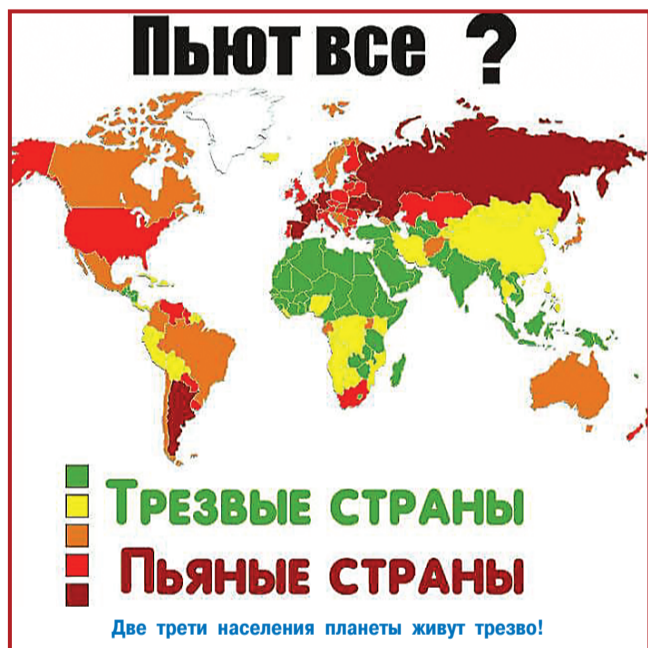 Пьют все ?
Трезвые страны
Пьяные страны
Две трети населения планеты живут трезво!